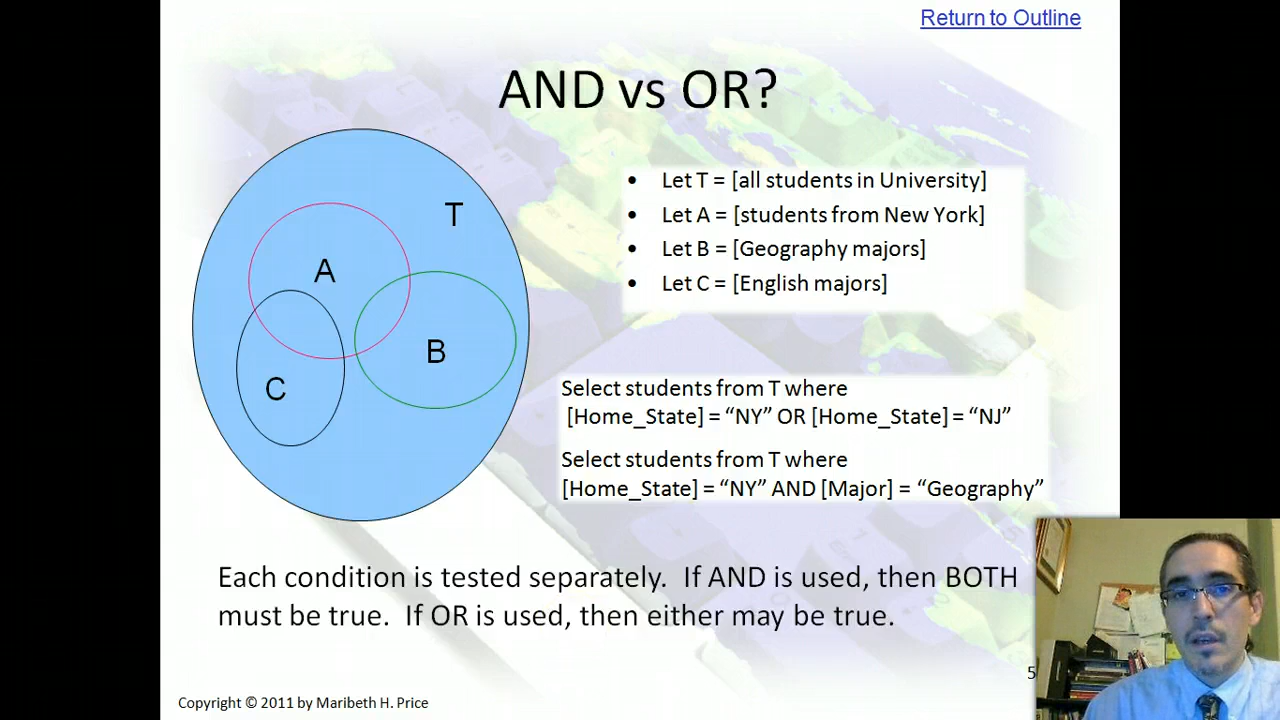 Return to Outline
AND vs OR?
T
A
B
C
• Let T = [all students in University]
• Let A = [students from New York]
• Let B = [Geography majors]
• Let C = [English majors]
Select students from T where
[Home_State] = “NY” OR [Home_State] = “NJ”
Select students from T where
[Home_State] = “NY” AND [Major] = “Geography”
Each condition is tested separately. If AND is used, then BOTH
must be true. If OR is used, then either may be true.
5
Copyright © 2011 by Maribeth H. Price